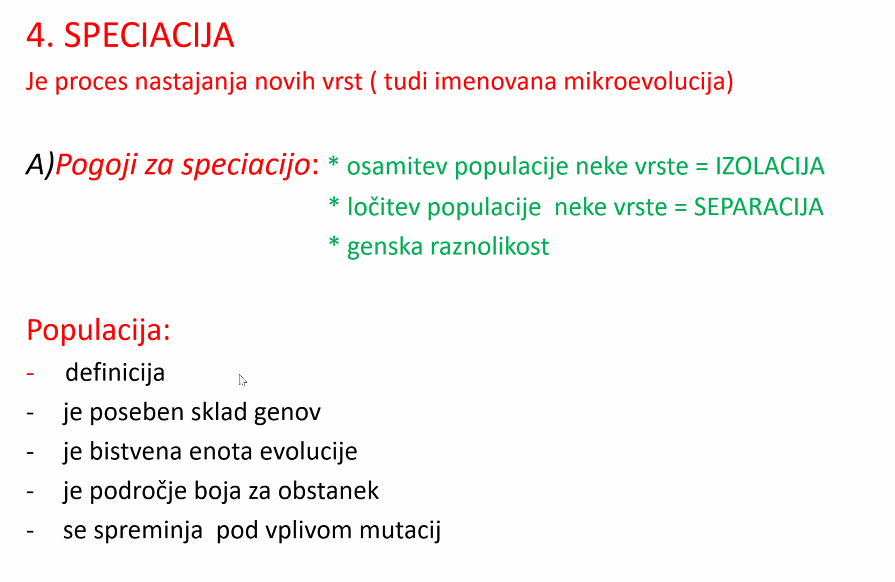 4. SPECIACIJA
Je proces nastajanja novih vrst ( tudi imenovana mikroevolucija)
A)Pogoji za speciacijo: * osamitev populacije neke vrste = IZOLACIJA
* ločitev populacije neke vrste = SEPARACIJA
* genska raznolikost
Populacija:
- definicija
- je poseben sklad genov
- je bistvena enota evolucije
- je področje boja za obstanek
- se spreminja pod vplivom mutacij